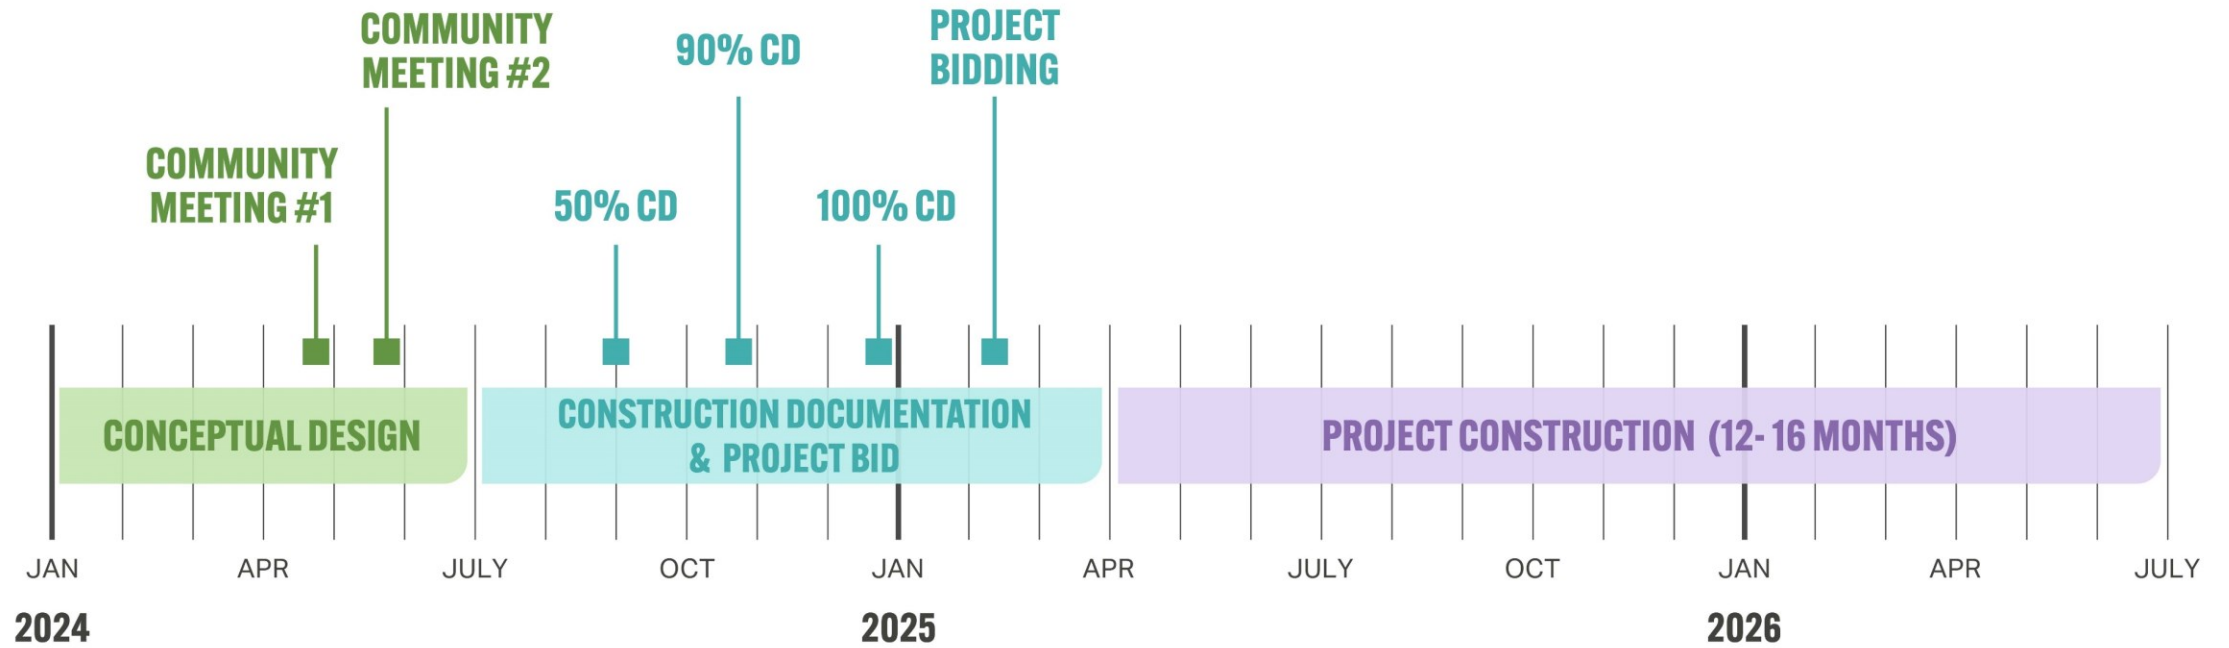 COMMUNITY
MEETING #1
COMMUNITY
MEETING #2
50% CD
90% CD
100% CD
PROJECT
BIDDING
CONCEPTUAL DESIGN
CONSTRUCTION DOCUMENTATION
& PROJECT BID
PROJECT CONSTRUCTION (12- 16 MONTHS)
JAN APR JULY OCT JAN APR JULY OCT JAN APR JULY
2024 2025 2026